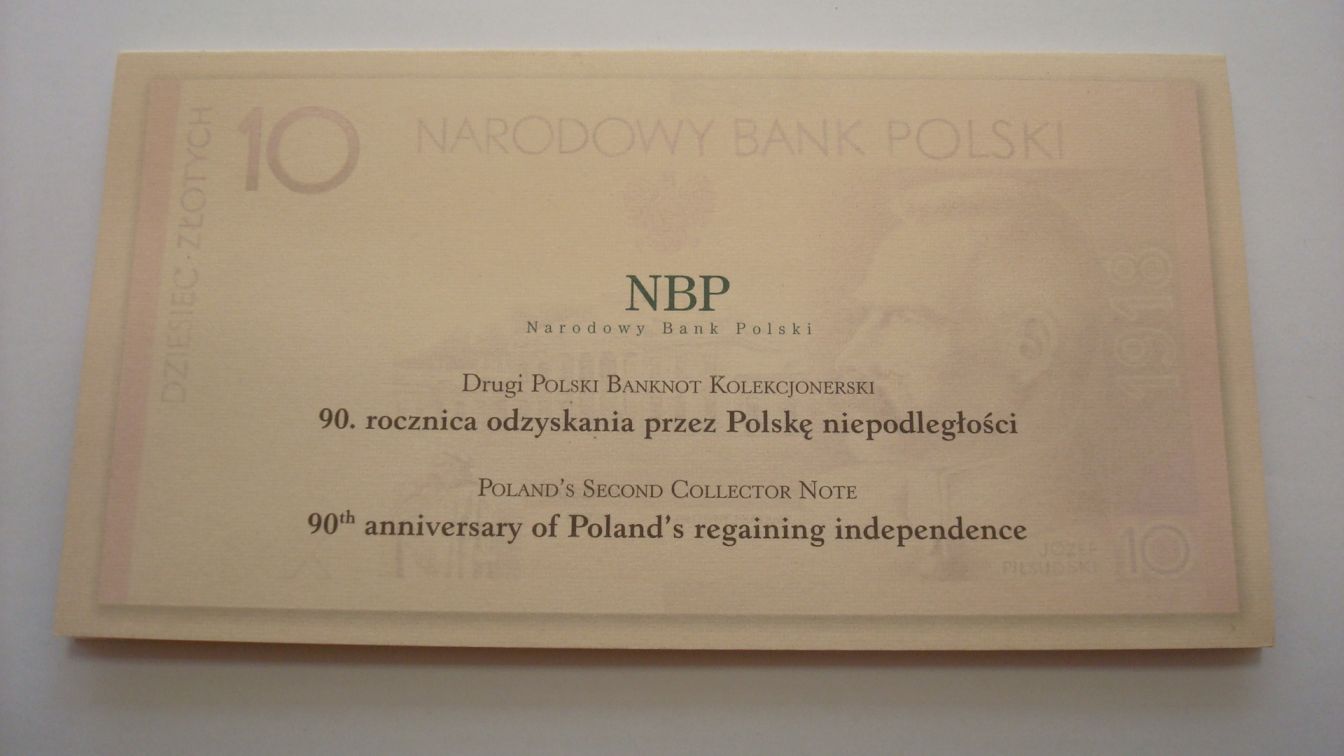 10
NARODOWY BANK POLSKI
DZIESIĘĆ · ZŁOTYCH
NBP
Narodowy Bank Polski
1918
Drugi Polski Banknot Kolekcjonerski
90. rocznica odzyskania przez Polskę niepodległości
Poland's Second Collector Note
90th anniversary of Poland's regaining independence
JÓZEF
PIŁSUDSKI
10